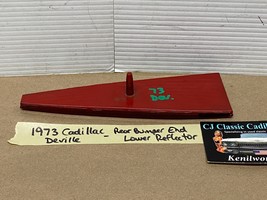 73
Dev.
1973 Cadillac - Rear Bumper End
Deville Lower Reflector
CJ Classic Cadill
Kenilwo